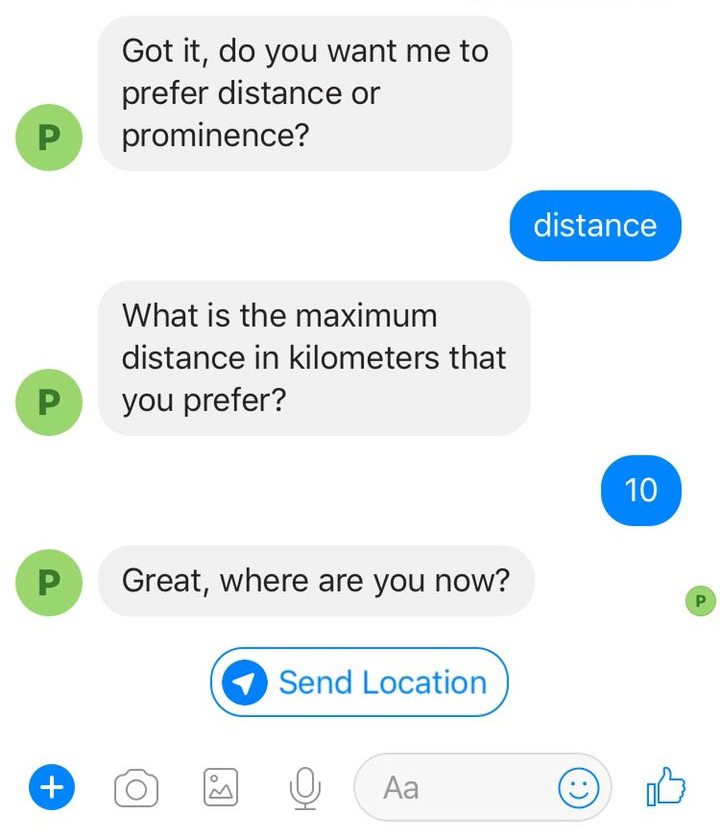 Got it, do you want me to
prefer distance or
prominence?
P
distance
What is the maximum
distance in kilometers that
you prefer?
P
10
P
Great, where are you now?
P
Send Location
Aa